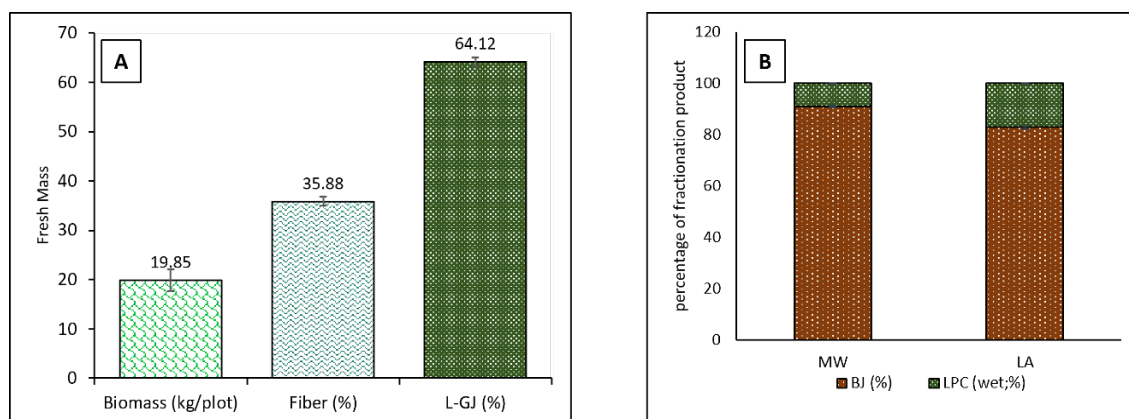 A
Fresh Mass
70
60
50
40
30
20
10
0
19.85
35.88
64.12
Biomass (kg/plot) Fiber (%) L-GJ (%)
B
percentage of fractionation product
120
100
80
60
40
20
0
MW LA
BJ (%) LPC (wet;%)